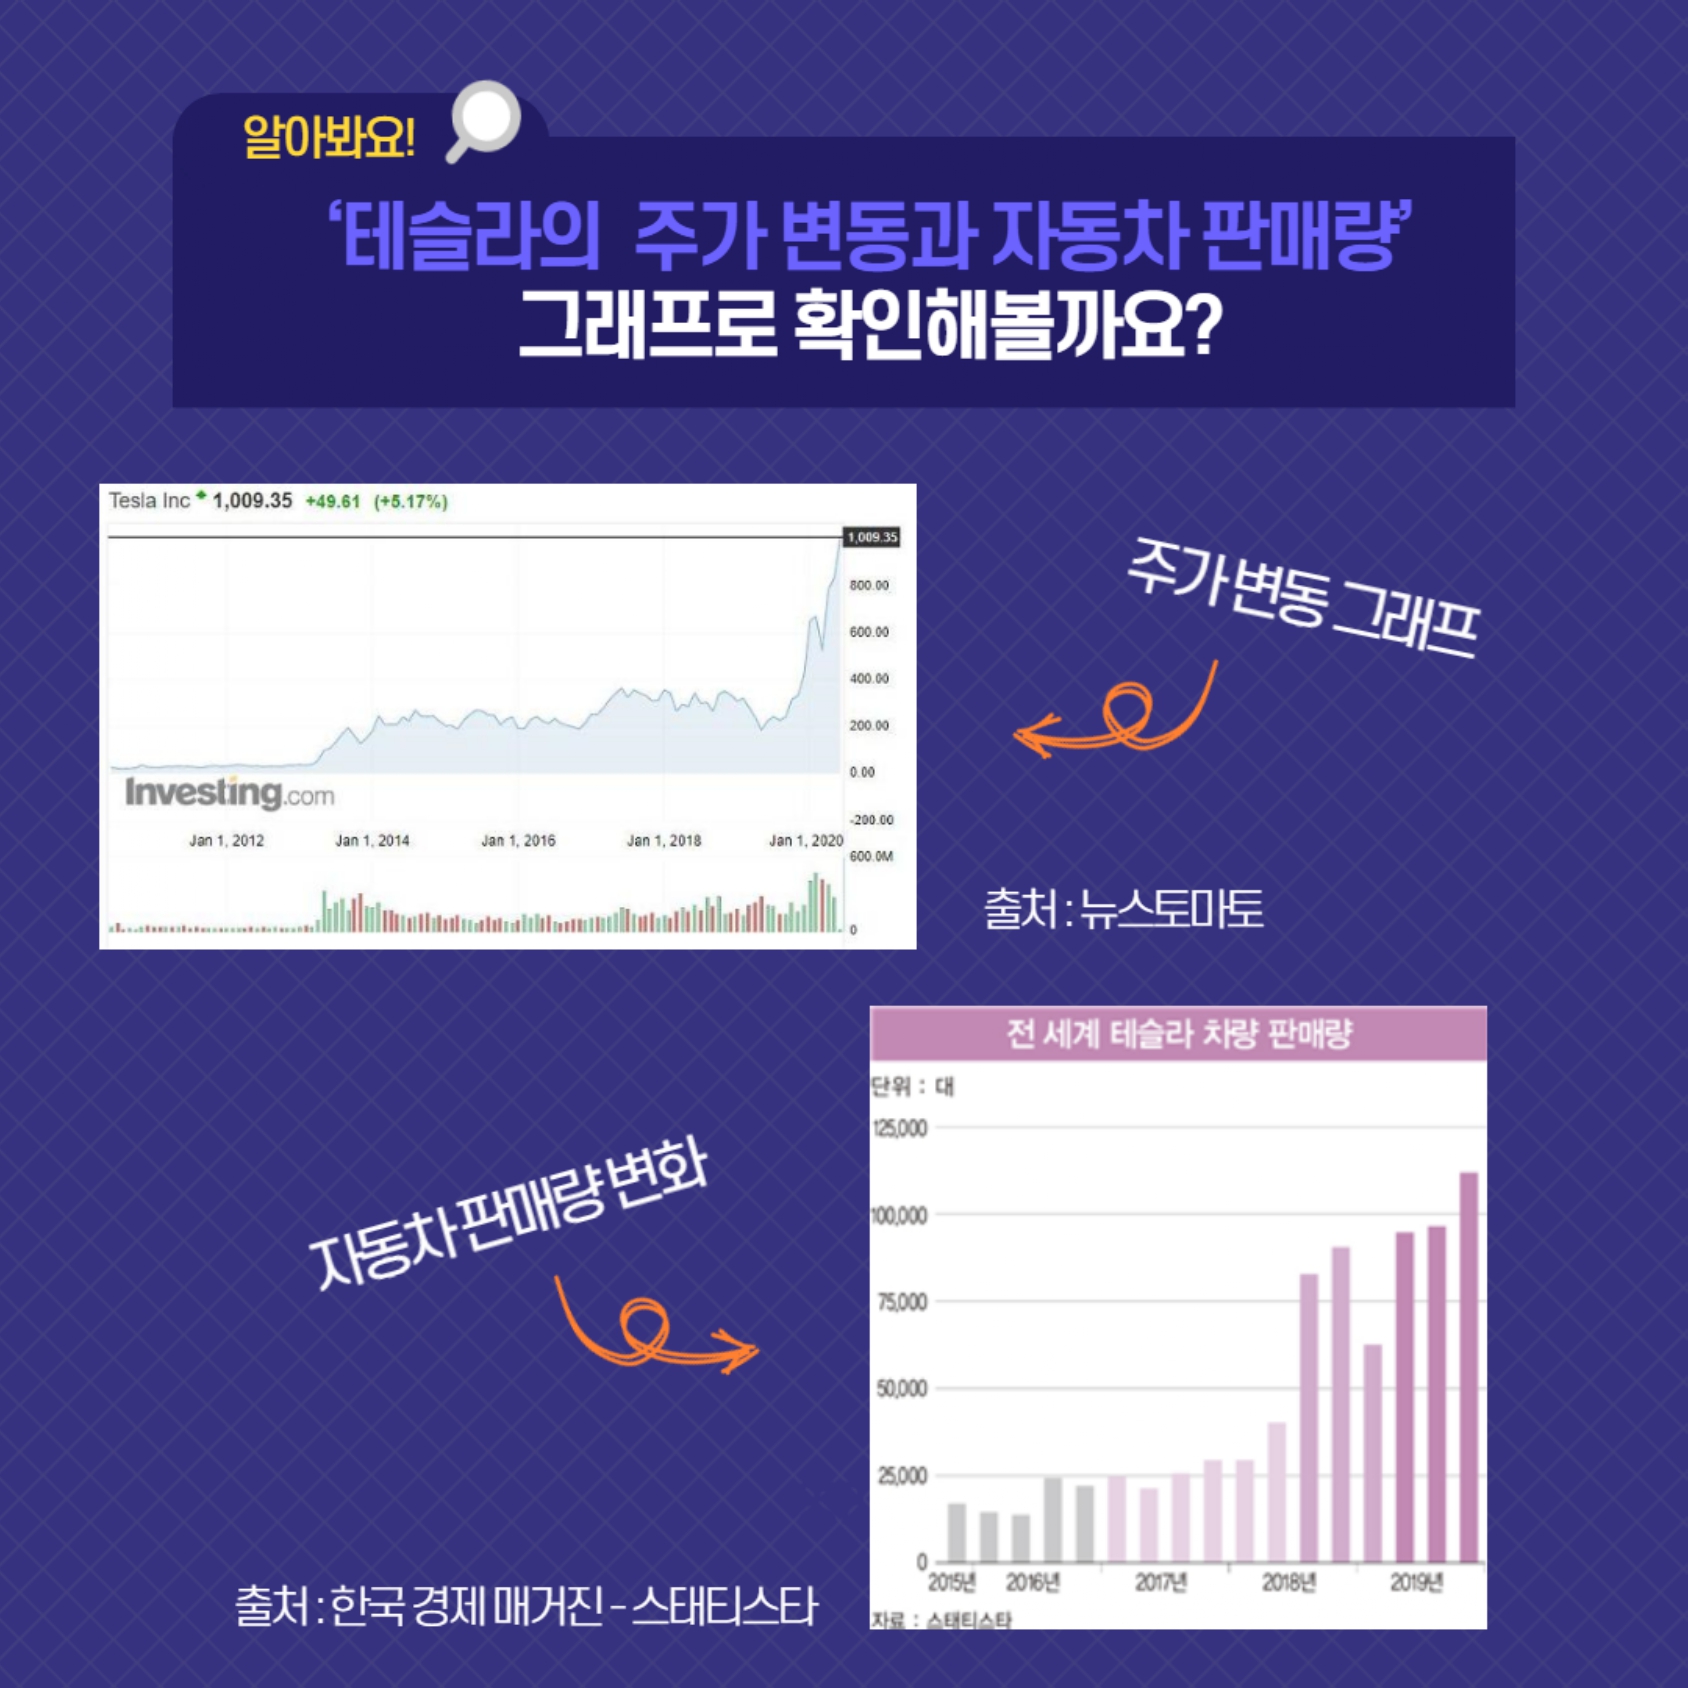 알아봐요!
‘테슬라의 주가 변동과 자동차 판매량’
그래프로 확인해볼까요?
Tesla Inc 1,009.35 +49.61 (+5.17%)
1,009.35
800.00
600.00
400.00
200.00
0.00
-200.00
Investing.com
Jan 1, 2012 Jan 1, 2014 Jan 1, 2016 Jan 1, 2018 Jan 1, 2020
600.0M
0
주가 변동 그래프
출처 : 뉴스토마토
전 세계 테슬라 차량 판매량
단위 : 대
125,000
100,000
75,000
50,000
25,000
0
2015년 2016년 2017년 2018년 2019년
자료 : 스태티스타
자동차 판매량 변화
출처 : 한국 경제 매거진 - 스태티스타